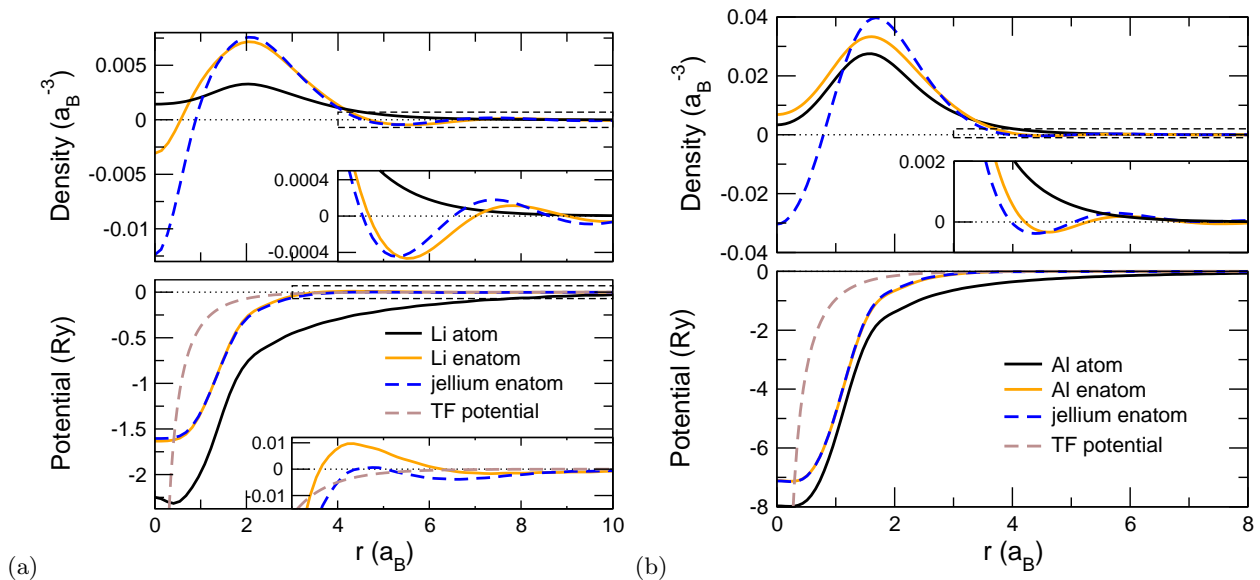 0.005
0
-0.005
-0.01
Density (a_B^-3)
0.0004
0
-0.0004
0
-0.5
-1
-1.5
-2
Potential (Ry)
Li atom
Li enatom
jellium enatom
TF potential
0.01
0
-0.01
0 2 4 6 8 10
r (a_B)
(a)
0.04
0.02
0
-0.02
-0.04
Density (a_B^-3)
0.002
0
0
-2
-4
-6
-8
Potential (Ry)
Al atom
Al enatom
jellium enatom
TF potential
0 2 4 6 8
r (a_B)
(b)